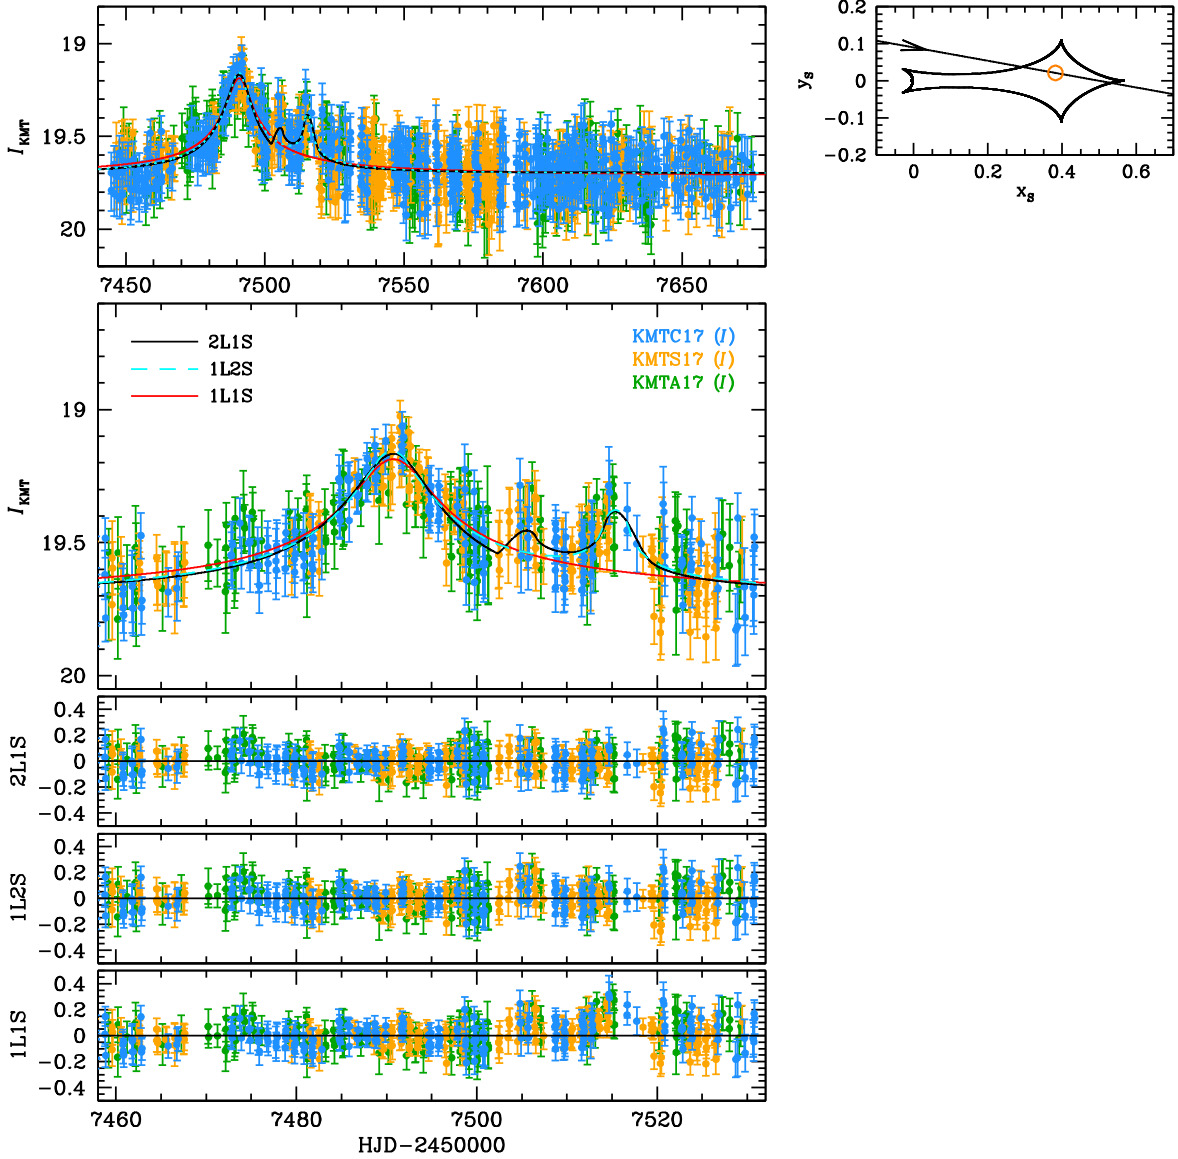 19
19.5
20
I_KMT
7450 7500 7550 7600 7650
0.2
0.1
0
−0.1
−0.2
y_S
0 0.2 0.4 0.6
x_S
2L1S
1L2S
1L1S
KMTC17 (I)
KMTS17 (I)
KMTA17 (I)
19
19.5
20
I_KMT
0.4
0.2
0
−0.2
−0.4
2L1S
0.4
0.2
0
−0.2
−0.4
1L2S
0.4
0.2
0
−0.2
−0.4
1L1S
7460 7480 7500 7520
HJD−2450000